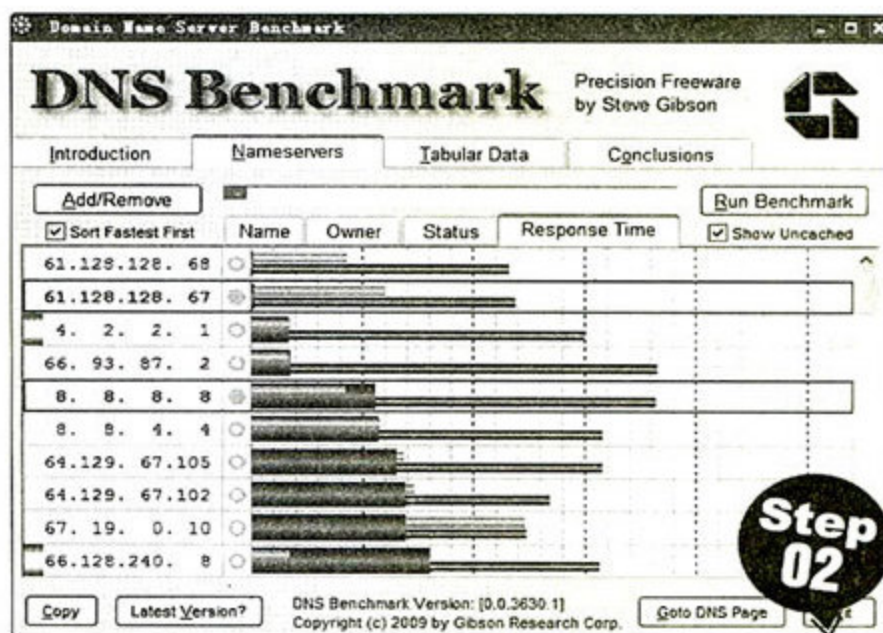 Domain Name Server Benchmark
DNS Benchmark
Precision Freeware
by Steve Gibson
Introduction
Nameservers
Tabular Data
Conclusions
Add/Remove
Run Benchmark
Sort Fastest First
Name
Owner
Status
Response Time
Show Uncached
61.128.128. 68
61.128.128. 67
4. 2. 2. 1
66. 93. 87. 2
8. 8. 8. 8
8. 8. 4. 4
64.129. 67.105
64.129. 67.102
67. 19. 0. 10
66.128.240. 8
Step
02
Copy
Latest Version?
DNS Benchmark Version: [0.0.3630.1]
Copyright (c) 2009 by Gibson Research Corp.
Goto DNS Page